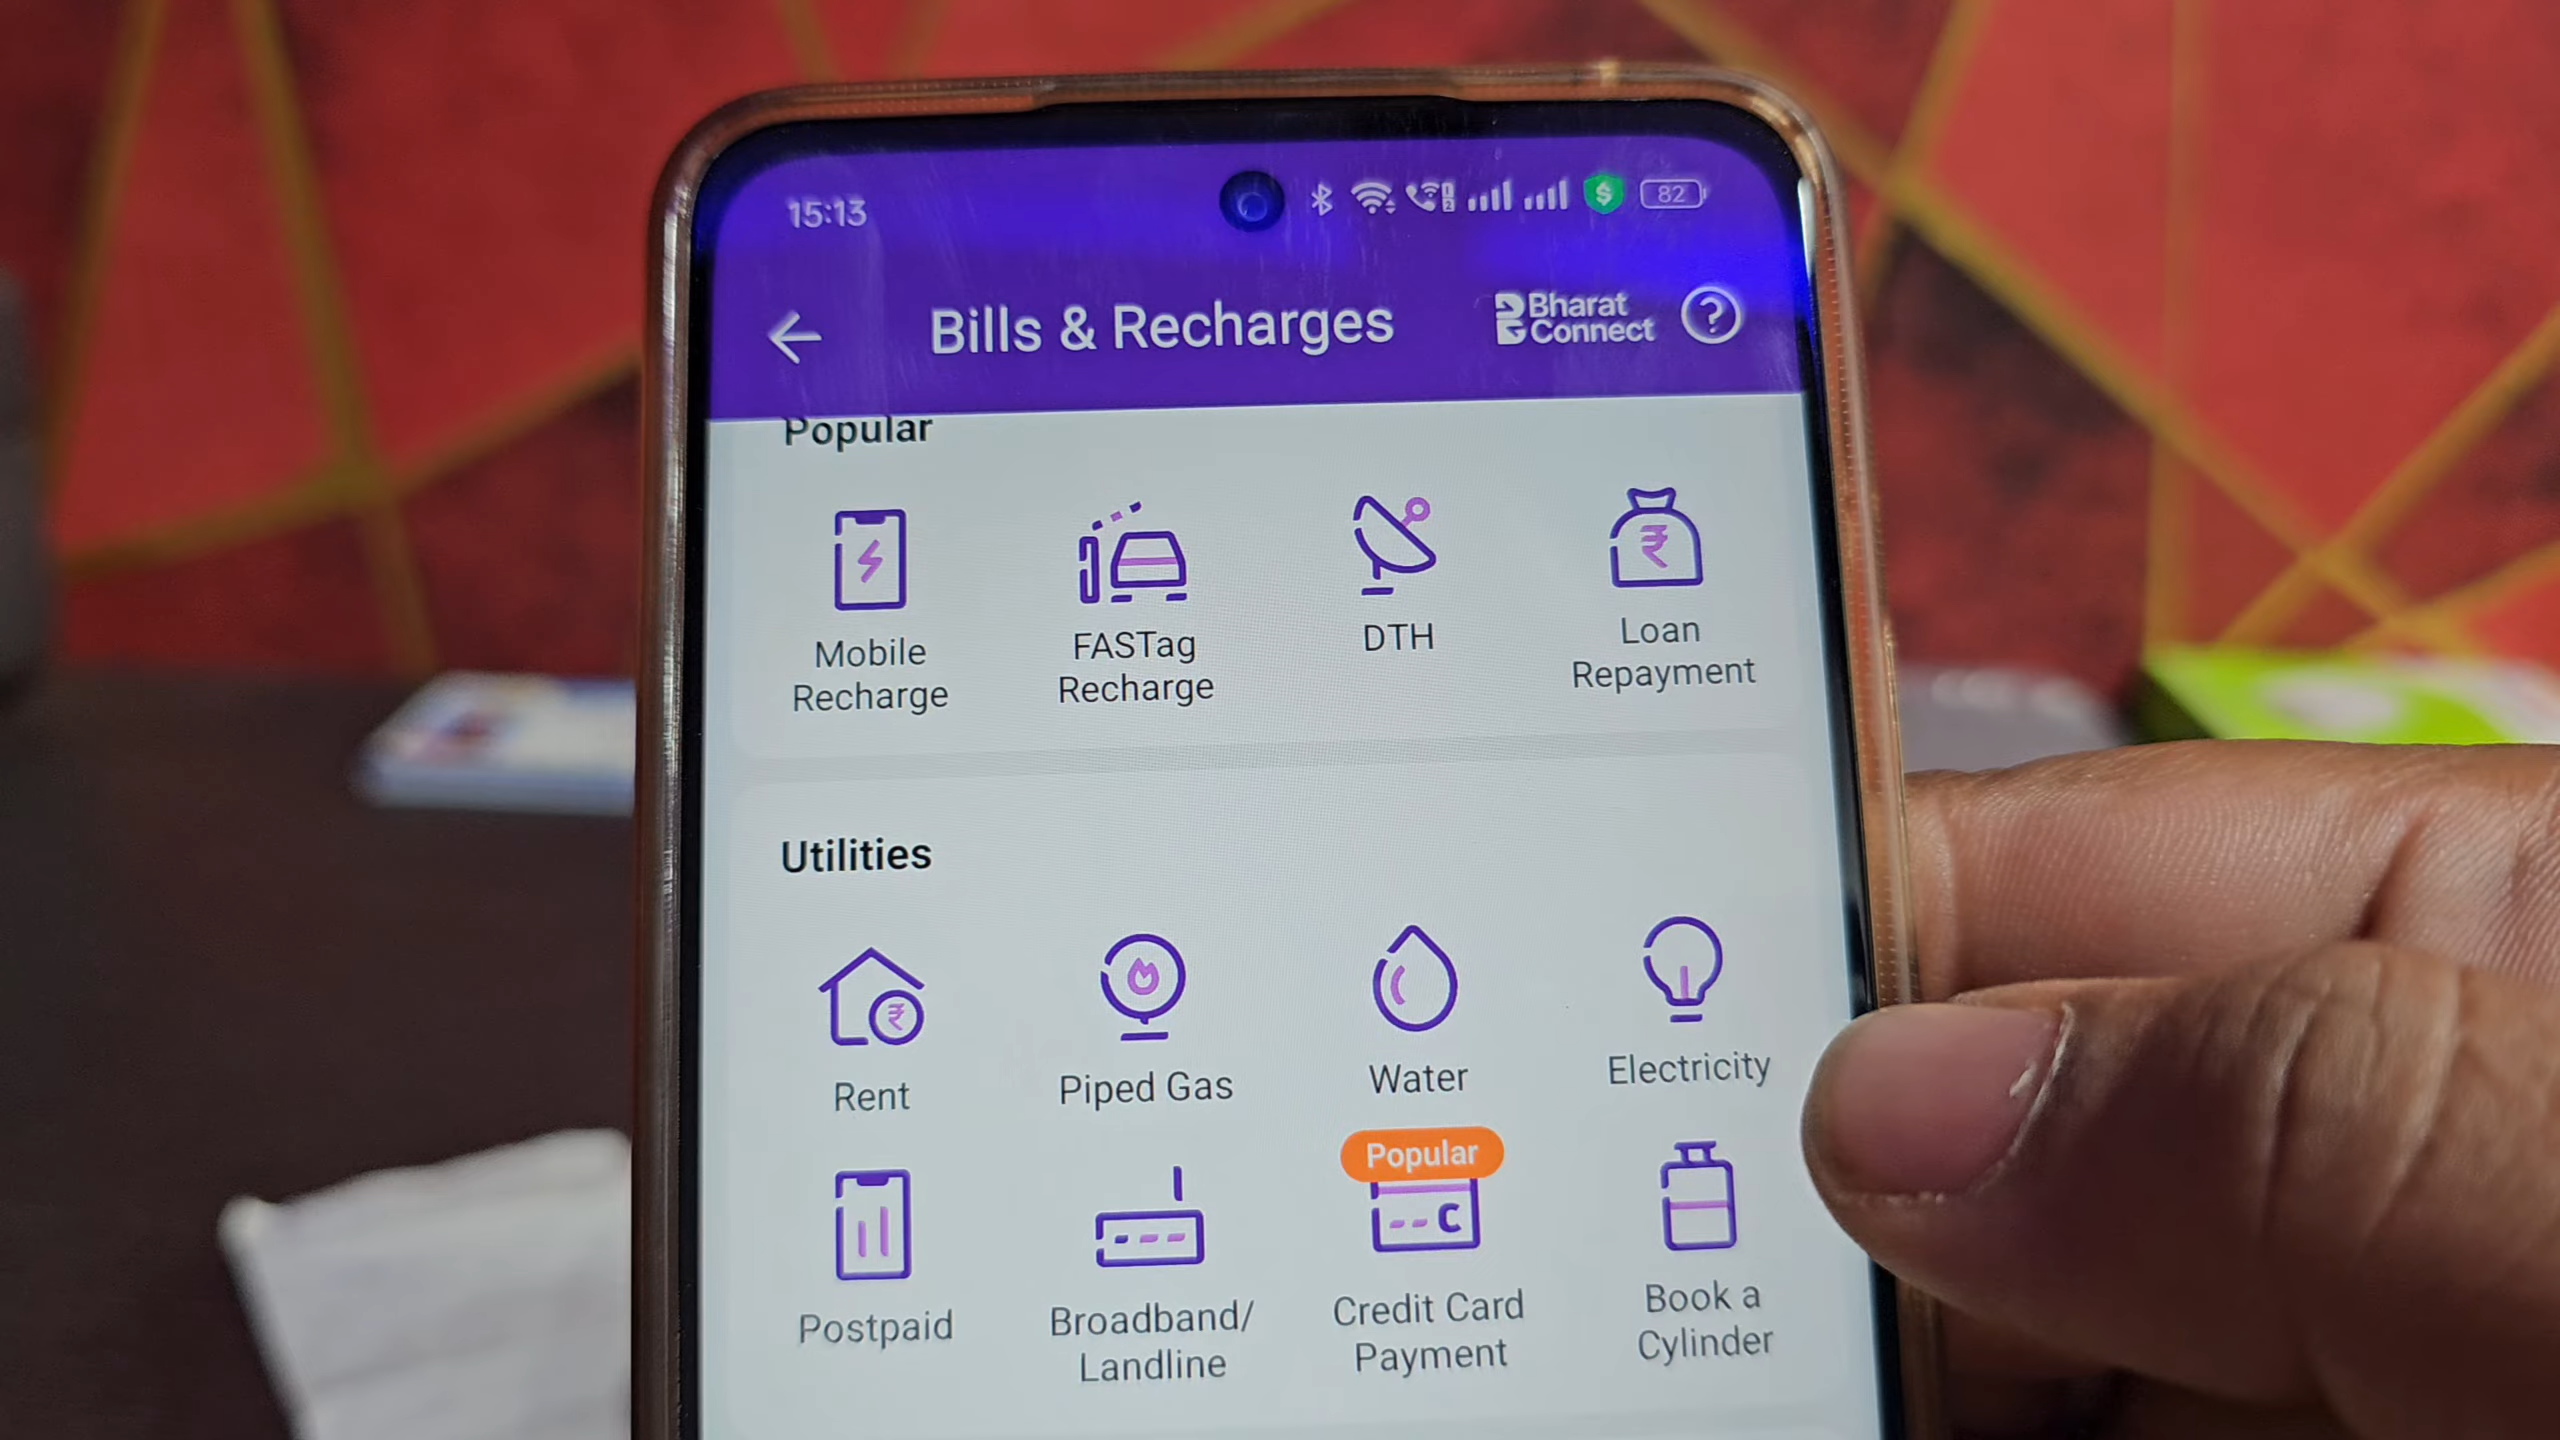 15:13
82
Bills & Recharges
Bharat
Connect
?
Popular
Mobile
Recharge
FASTag
Recharge
DTH
Loan
Repayment
Utilities
Rent
Piped Gas
Water
Electricity
Postpaid
Broadband/
Landline
Popular
Credit Card
Payment
Book a
Cylinder